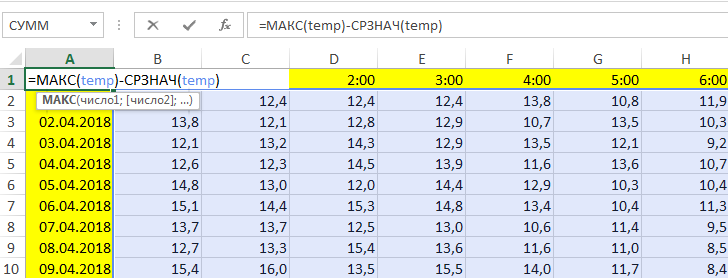 СУММ =МАКС(temp)-СРЗНАЧ(temp)
A B C D E F G H
1 =МАКС(temp)-СРЗНАЧ(temp) 2:00 3:00 4:00 5:00 6:00
МАКС(число1; [число2]; ...)
2 12,4 12,4 12,4 13,8 10,8 11,9
3 02.04.2018 13,8 12,1 12,8 12,9 10,7 13,5 10,3
4 03.04.2018 12,1 13,2 14,3 12,9 13,5 12,1 9,2
5 04.04.2018 12,6 12,3 14,5 13,9 11,6 13,6 10,7
6 05.04.2018 14,8 13,0 12,0 14,4 12,9 10,3 10,4
7 06.04.2018 15,1 14,4 15,3 14,8 13,4 10,4 11,3
8 07.04.2018 13,7 13,7 12,5 13,0 10,6 11,4 9,5
9 08.04.2018 12,7 13,3 15,4 13,6 11,6 11,0 8,5
10 09.04.2018 15,4 16,0 13,5 15,5 14,0 11,7 8,4